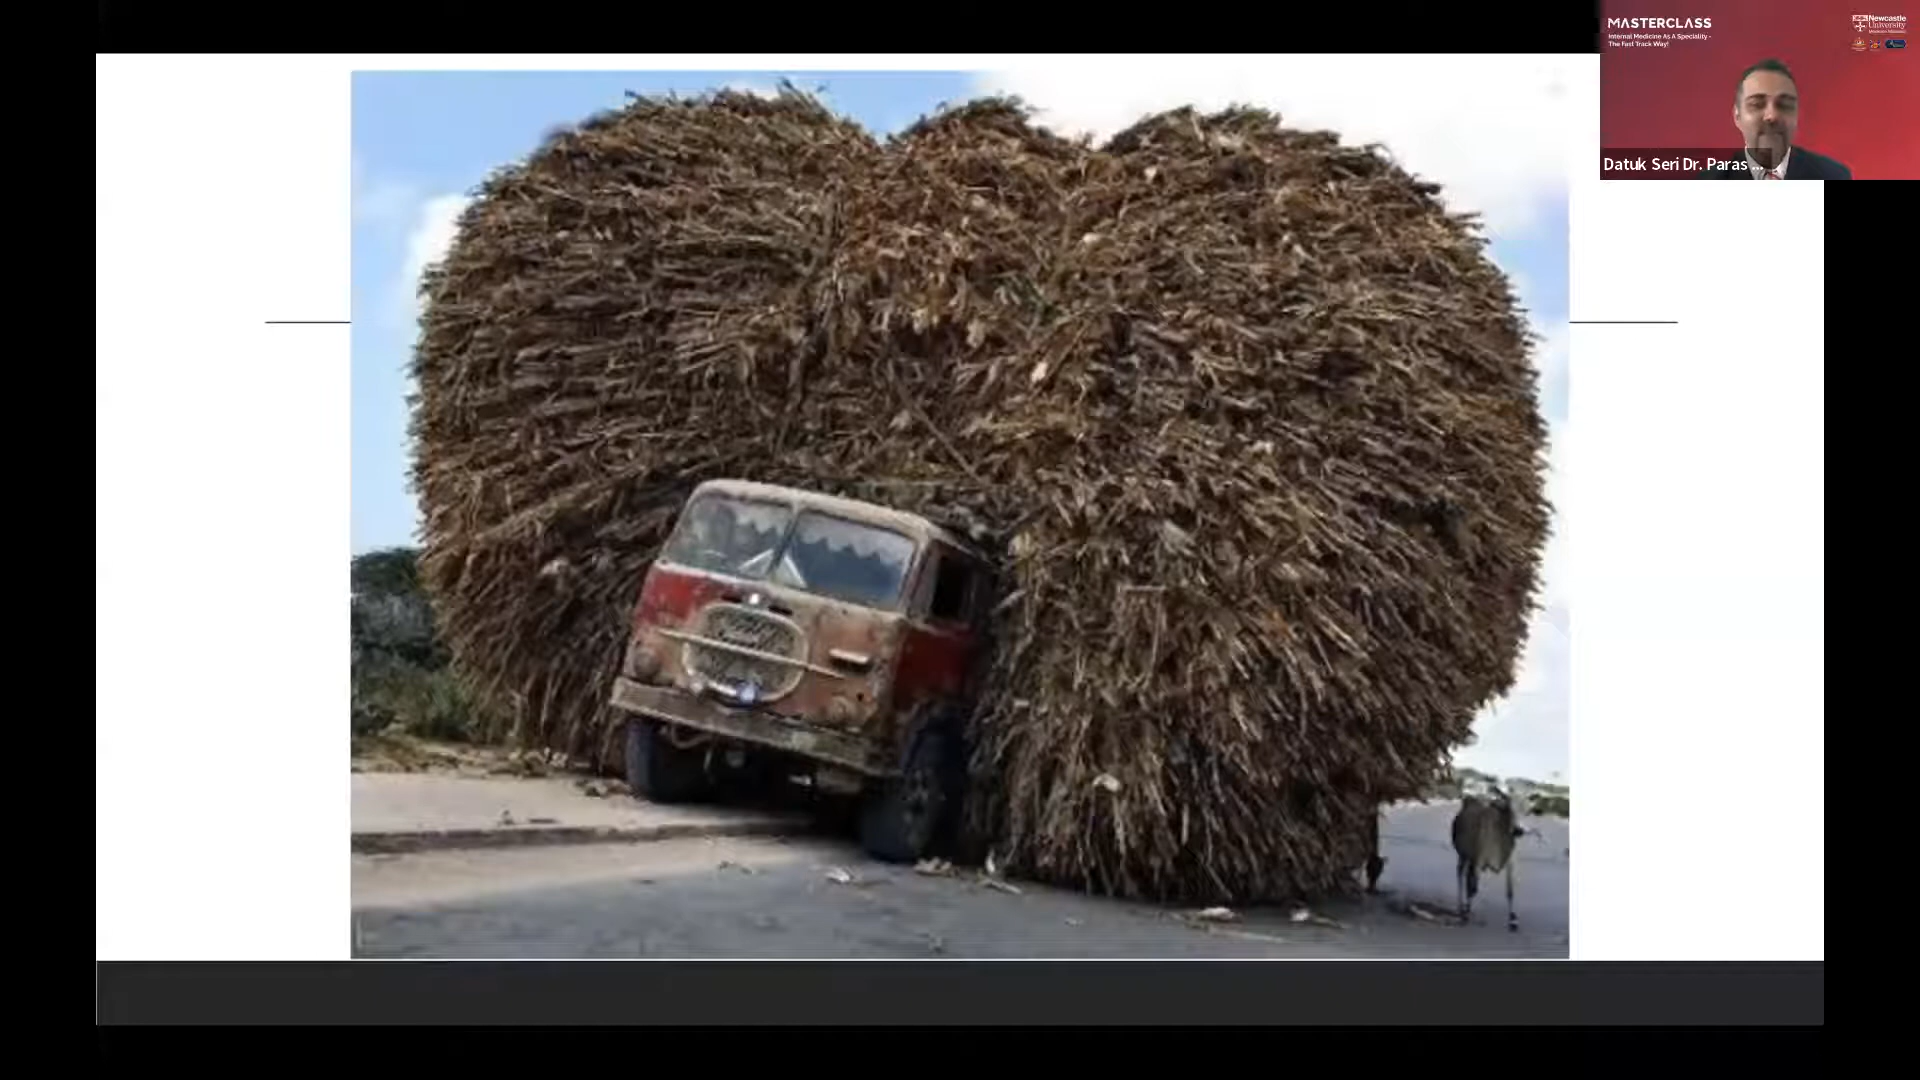 MASTERCLASS
Internal Medicine As A Speciality -
The Fast Track Way!
Newcastle
University
Datuk Seri Dr. Paras ...